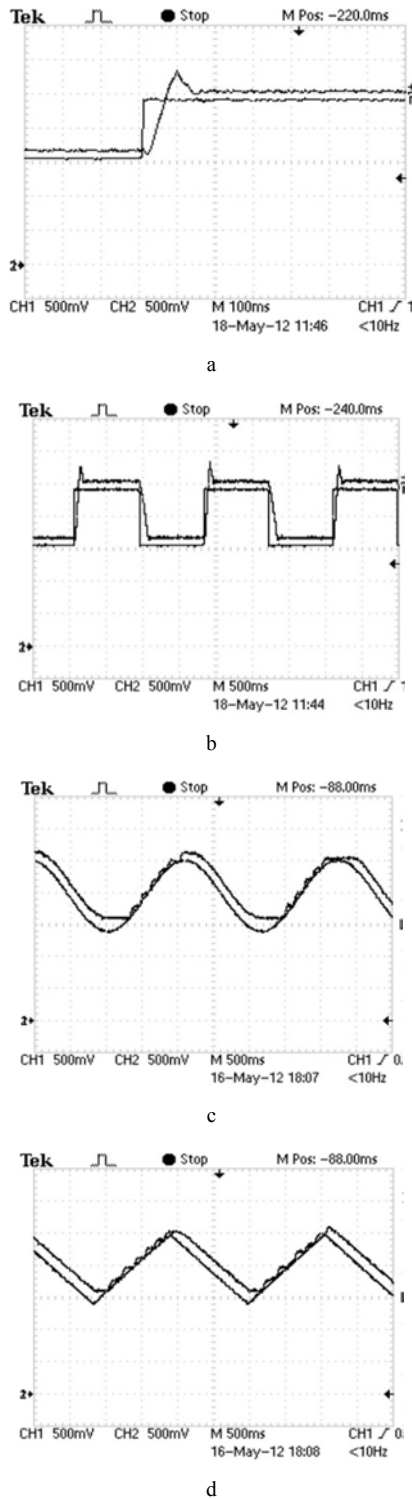 Tek Stop M Pos: -220.0ms
2
CH1 500mV CH2 500mV M 100ms CH1
18-May-12 11:46 <10Hz
a
Tek Stop M Pos: -240.0ms
2
CH1 500mV CH2 500mV M 500ms CH1
18-May-12 11:44 <10Hz
b
Tek Stop M Pos: -88.00ms
2
CH1 500mV CH2 500mV M 500ms CH1 0.
16-May-12 18:07 <10Hz
c
Tek Stop M Pos: -88.00ms
2
CH1 500mV CH2 500mV M 500ms CH1 0.
16-May-12 18:08 <10Hz
d